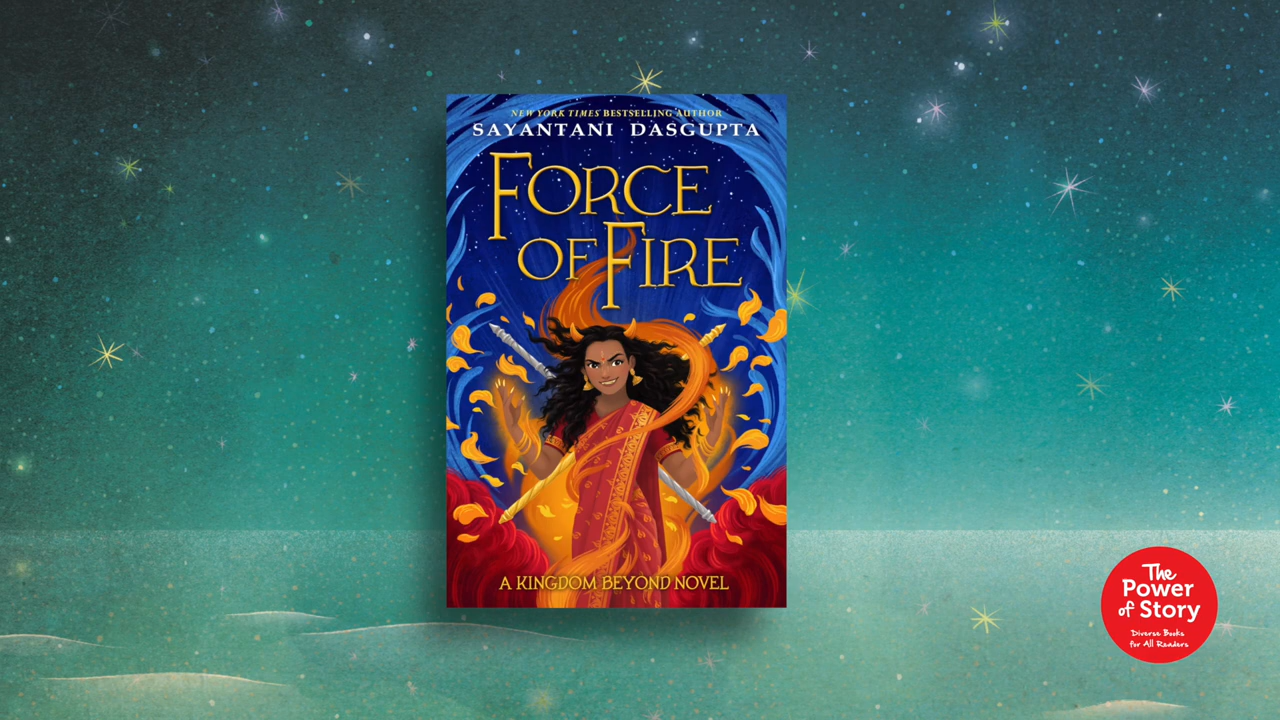 NEW YORK TIMES BESTSELLING AUTHOR
SAYANTANI DASGUPTA
FORCE
OF FIRE
A KINGDOM BEYOND NOVEL
The
Power
of Story
Diverse Books
for All Readers